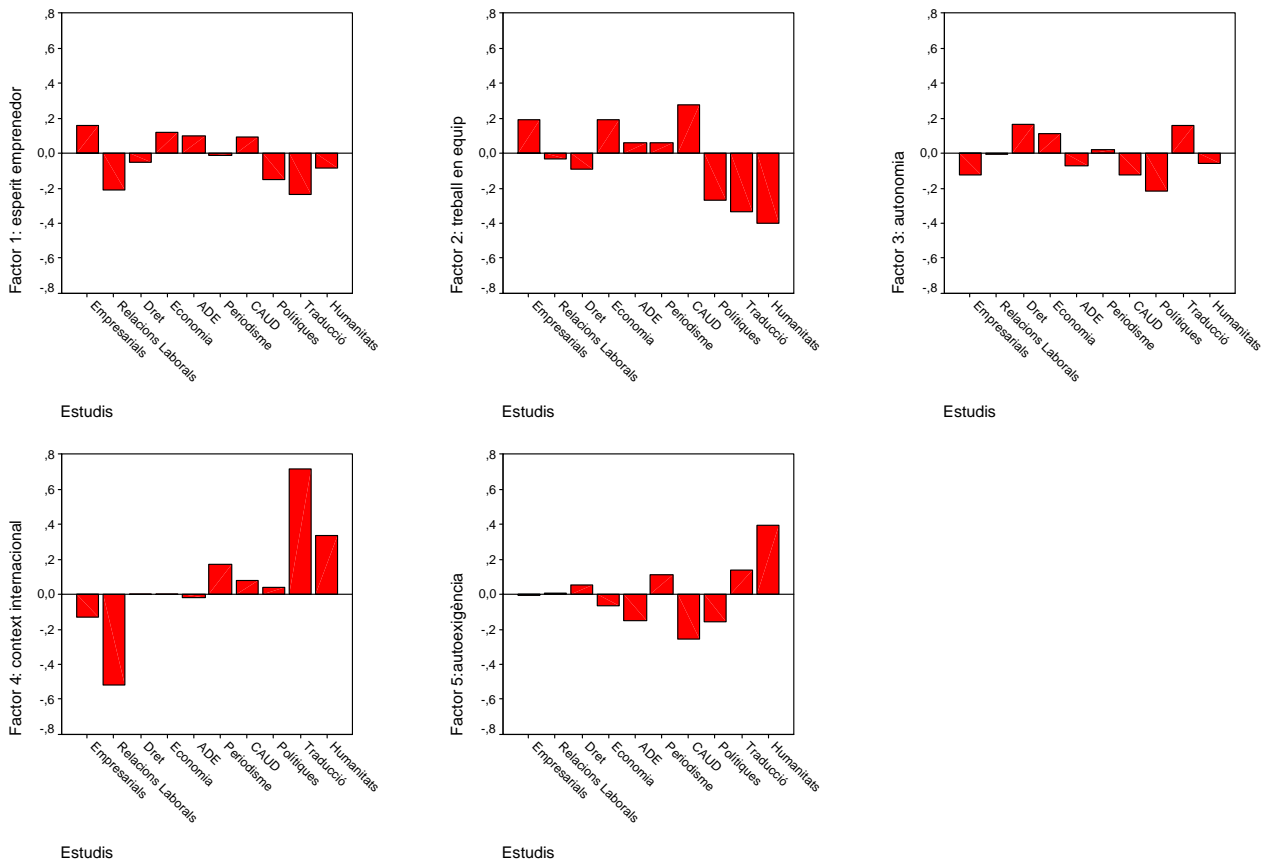 Factor 1: esperit emprenedor
,8
,6
,4
,2
0,0
-,2
-,4
-,6
-,8
Empresarials
Relacions Laborals
Dret
Economia
ADE
Periodisme
CAUD
Polítiques
Traducció
Humanitats
Estudis
Factor 2: treball en equip
,8
,6
,4
,2
0,0
-,2
-,4
-,6
-,8
Empresarials
Relacions Laborals
Dret
Economia
ADE
Periodisme
CAUD
Polítiques
Traducció
Humanitats
Estudis
Factor 3: autonomia
,8
,6
,4
,2
0,0
-,2
-,4
-,6
-,8
Empresarials
Relacions Laborals
Dret
Economia
ADE
Periodisme
CAUD
Polítiques
Traducció
Humanitats
Estudis
Factor 4: context internacional
,8
,6
,4
,2
0,0
-,2
-,4
-,6
-,8
Empresarials
Relacions Laborals
Dret
Economia
ADE
Periodisme
CAUD
Polítiques
Traducció
Humanitats
Estudis
Factor 5:autoexigència
,8
,6
,4
,2
0,0
-,2
-,4
-,6
-,8
Empresarials
Relacions Laborals
Dret
Economia
ADE
Periodisme
CAUD
Polítiques
Traducció
Humanitats
Estudis